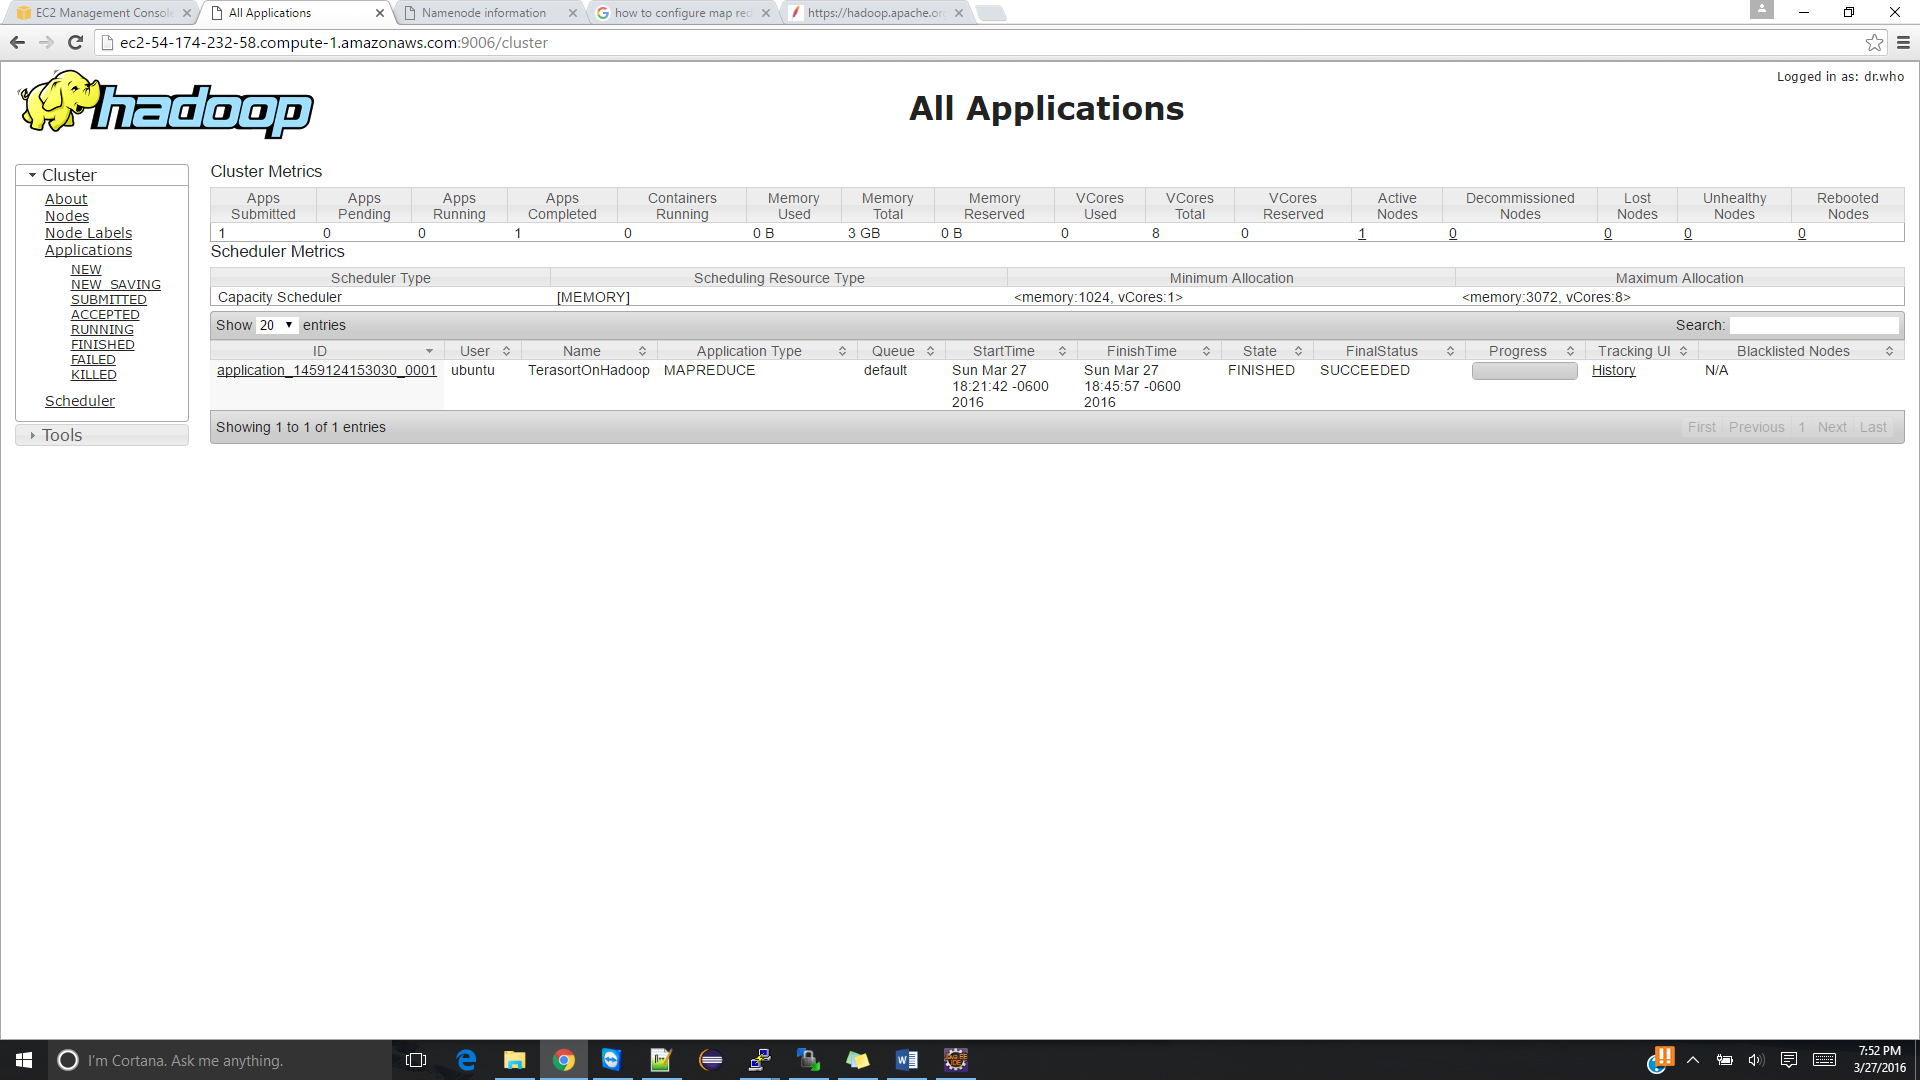 EC2 Management Console
All Applications
Namenode information
how to configure map red
https://hadoop.apache.org
ec2-54-174-232-58.compute-1.amazonaws.com:9006/cluster
Logged in as: dr.who
hadoop
All Applications
Cluster
About
Nodes
Node Labels
Applications
NEW
NEW_SAVING
SUBMITTED
ACCEPTED
RUNNING
FINISHED
FAILED
KILLED
Scheduler
Tools
Cluster Metrics
Apps Submitted Apps Pending Apps Running Apps Completed Containers Running Memory Used Memory Total Memory Reserved VCores Used VCores Total VCores Reserved Active Nodes Decommissioned Nodes Lost Nodes Unhealthy Nodes Rebooted Nodes
1 0 0 1 0 0 B 3 GB 0 B 0 8 0 1 0 0 0 0
Scheduler Metrics
Scheduler Type Scheduling Resource Type Minimum Allocation Maximum Allocation
Capacity Scheduler [MEMORY] <memory:1024, vCores:1> <memory:3072, vCores:8>
Show 20 entries Search:
ID User Name Application Type Queue StartTime FinishTime State FinalStatus Progress Tracking UI Blacklisted Nodes
application_1459124153030_0001 ubuntu TerasortOnHadoop MAPREDUCE default Sun Mar 27 18:21:42 -0600 2016 Sun Mar 27 18:45:57 -0600 2016 FINISHED SUCCEEDED History N/A
Showing 1 to 1 of 1 entries First Previous 1 Next Last
I'm Cortana. Ask me anything.
7:52 PM
3/27/2016